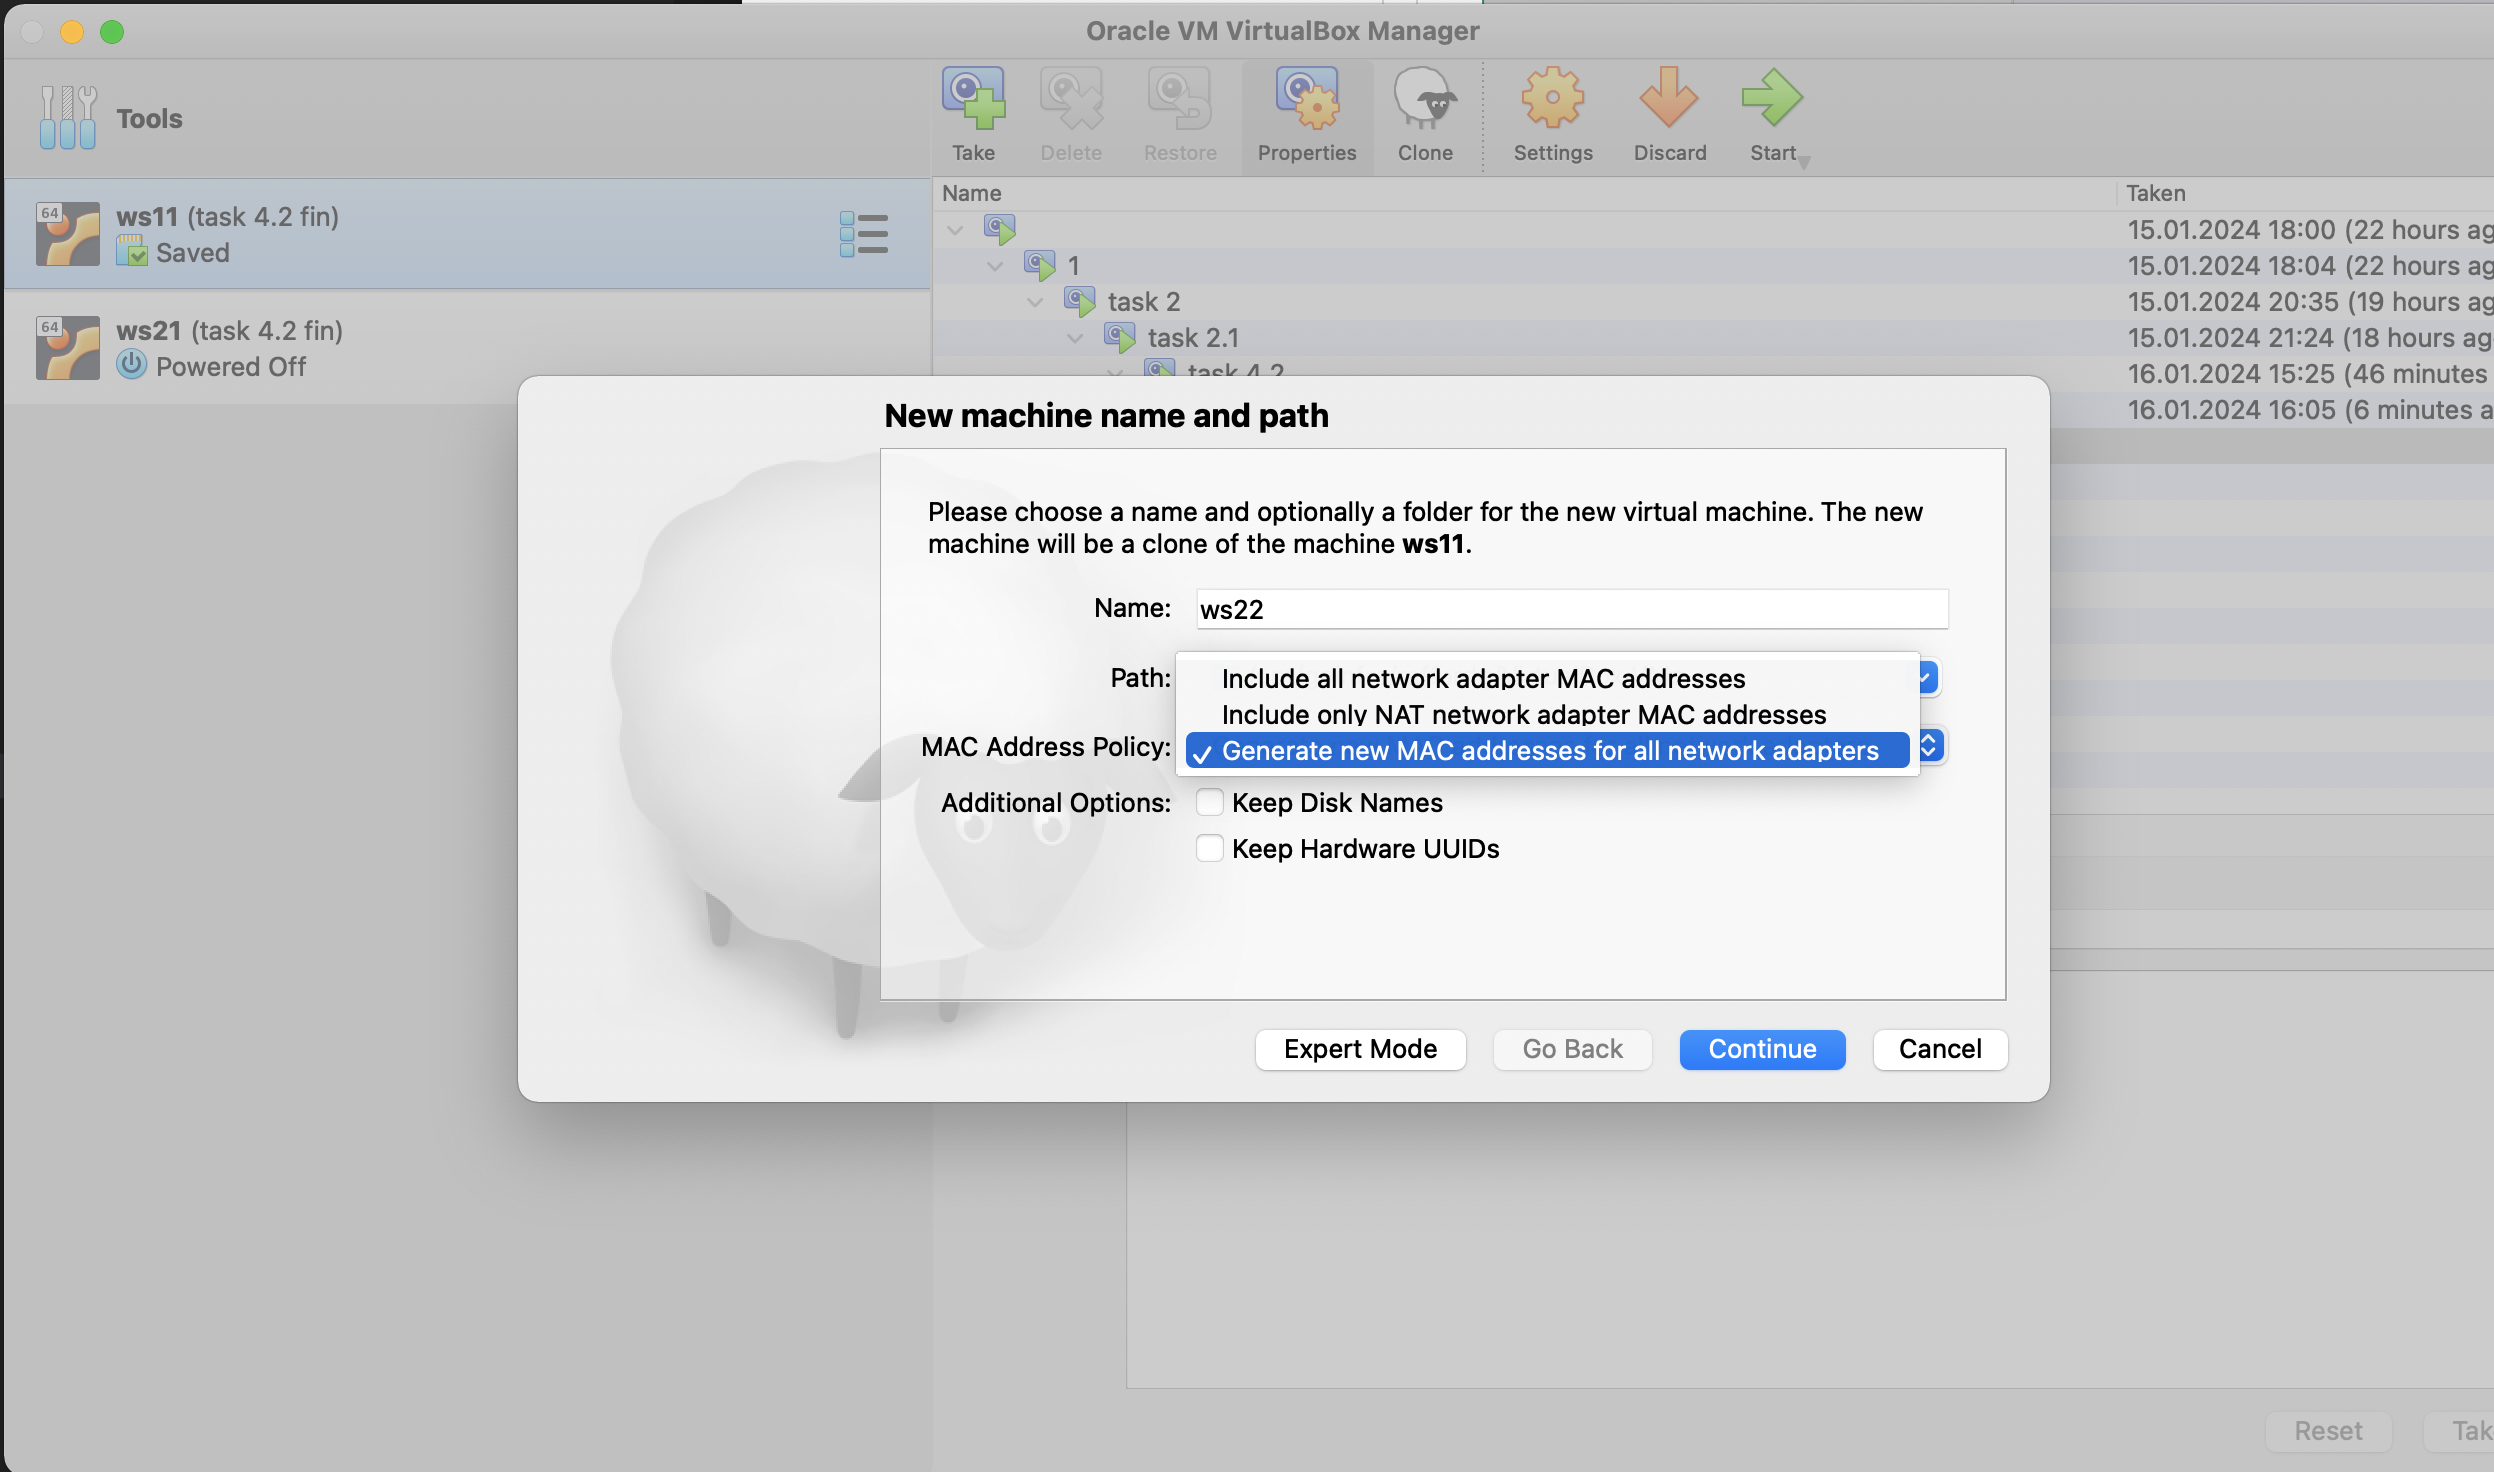 Oracle VM VirtualBox Manager
Tools
Take
Delete
Restore
Properties
Clone
Settings
Discard
Start
64
ws11 (task 4.2 fin)
Saved
64
ws21 (task 4.2 fin)
Powered Off
Name
Taken
15.01.2024 18:00 (22 hours ag
1
15.01.2024 18:04 (22 hours ag
task 2
15.01.2024 20:35 (19 hours ag
task 2.1
15.01.2024 21:24 (18 hours ag
task 4.2
16.01.2024 15:25 (46 minutes
16.01.2024 16:05 (6 minutes a
New machine name and path
Please choose a name and optionally a folder for the new virtual machine. The new
machine will be a clone of the machine ws11.
Name:
ws22
Path:
Include all network adapter MAC addresses
Include only NAT network adapter MAC addresses
MAC Address Policy:
Generate new MAC addresses for all network adapters
Additional Options:
Keep Disk Names
Keep Hardware UUIDs
Expert Mode
Go Back
Continue
Cancel
Reset
Tak